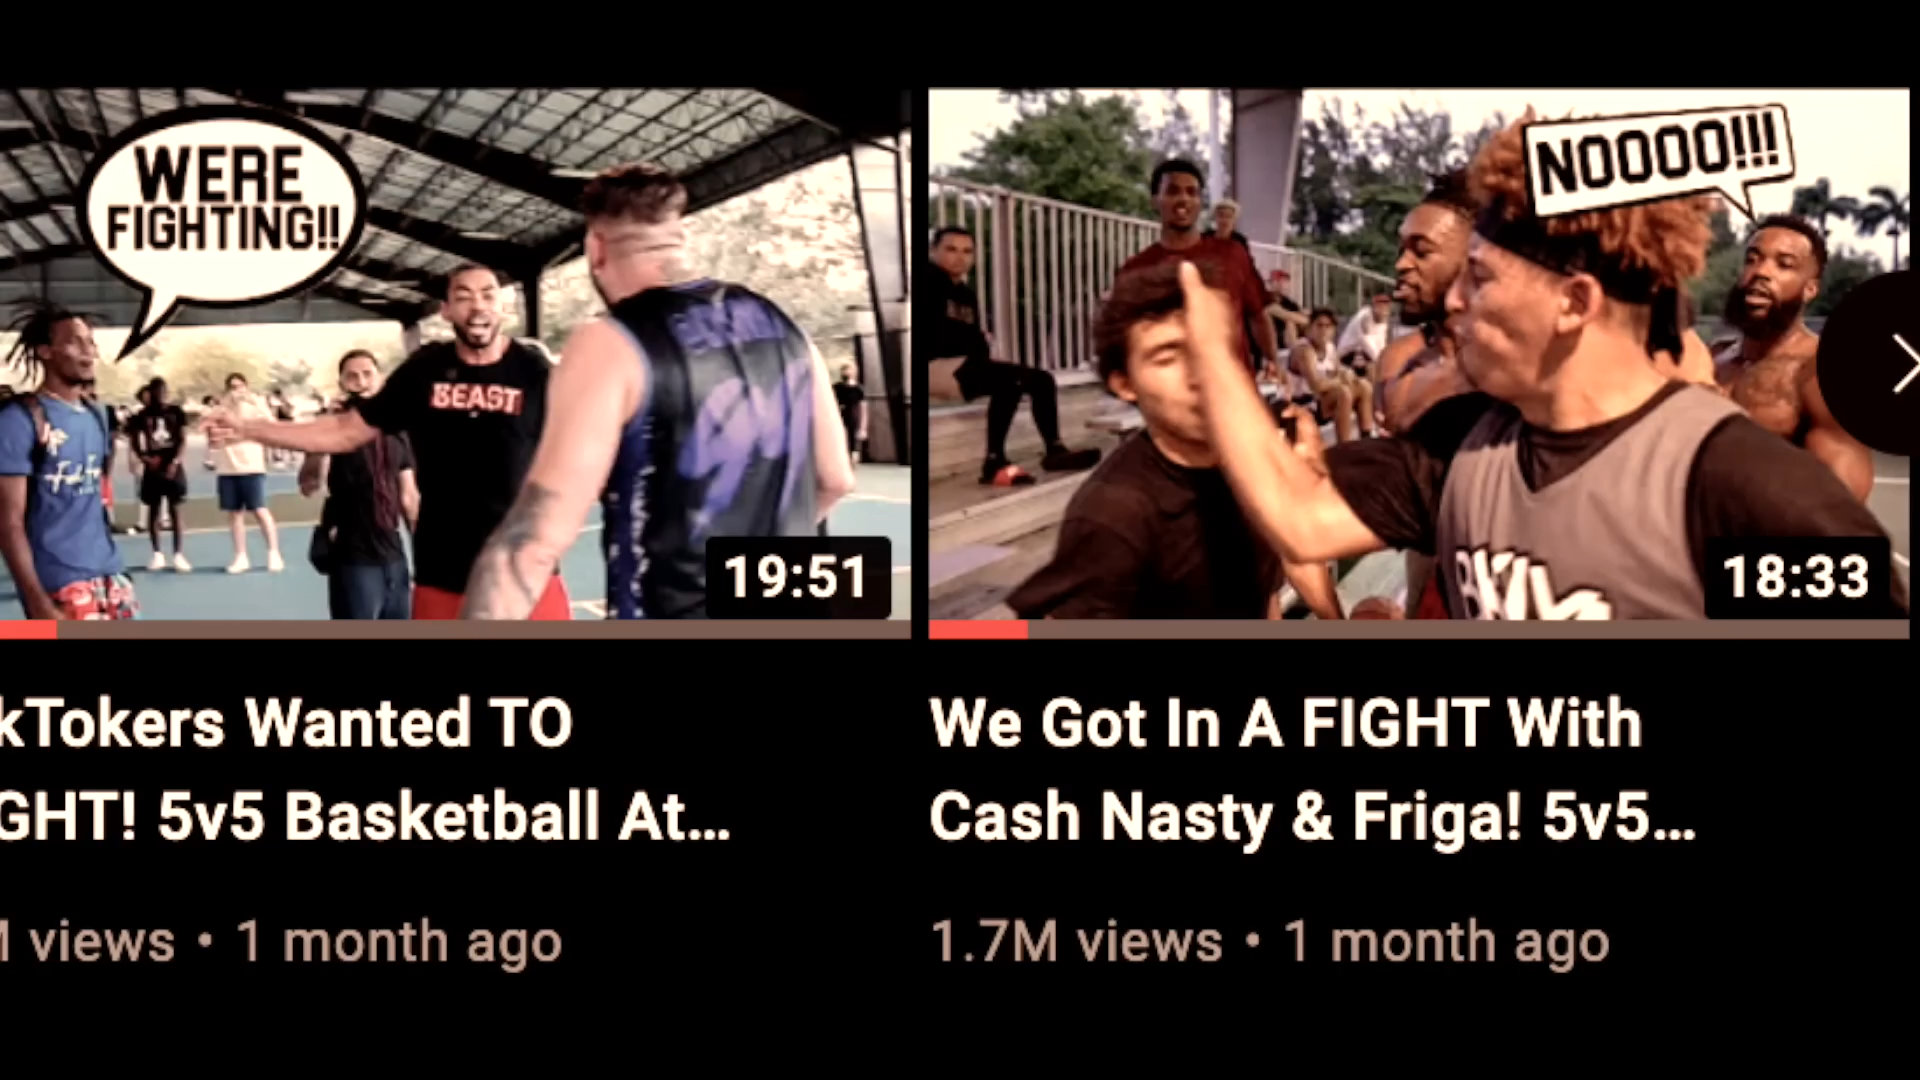 WERE
FIGHTING!!
BEAST
19:51
kTokers Wanted TO
GHT! 5v5 Basketball At...
views • 1 month ago
NOOOO!!!
18:33
We Got In A FIGHT With
Cash Nasty & Friga! 5v5...
1.7M views • 1 month ago